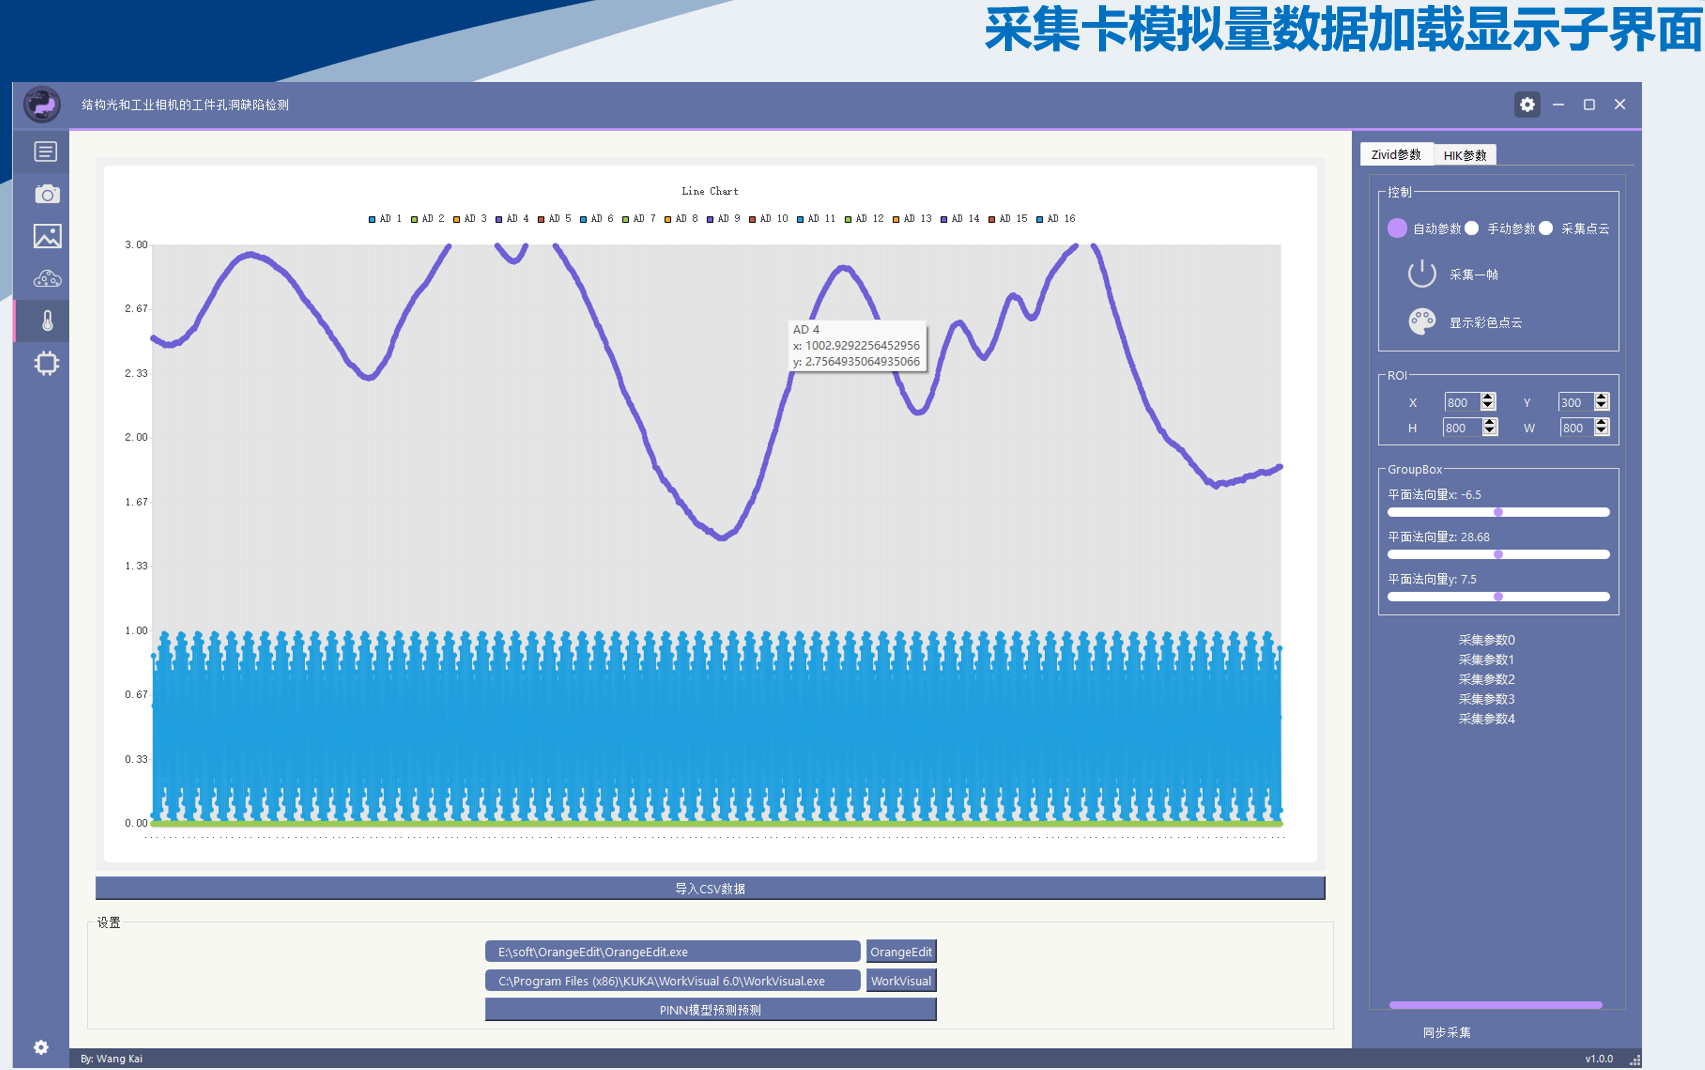 采集卡模拟量数据加载显示子界面
结构光和工业相机的工件孔洞缺陷检测
Line Chart
AD 1 AD 2 AD 3 AD 4 AD 5 AD 6 AD 7 AD 8 AD 9 AD 10 AD 11 AD 12 AD 13 AD 14 AD 15 AD 16
3.00
2.67
2.33
2.00
1.67
1.33
1.00
0.67
0.33
0.00
AD 4
x: 1002.9292256452956
y: 2.7564935064935066
导入CSV数据
设置
E:\soft\OrangeEdit\OrangeEdit.exe OrangeEdit
C:\Program Files (x86)\KUKA\WorkVisual 6.0\WorkVisual.exe WorkVisual
PINN模型预测预测
Zivid参数 HIK参数
控制
自动参数 手动参数 采集点云
采集一帧
显示彩色点云
ROI
X 800 Y 300
H 800 W 800
GroupBox
平面法向量x: -6.5
平面法向量z: 28.68
平面法向量y: 7.5
采集参数0
采集参数1
采集参数2
采集参数3
采集参数4
同步采集
By: Wang Kai
v1.0.0